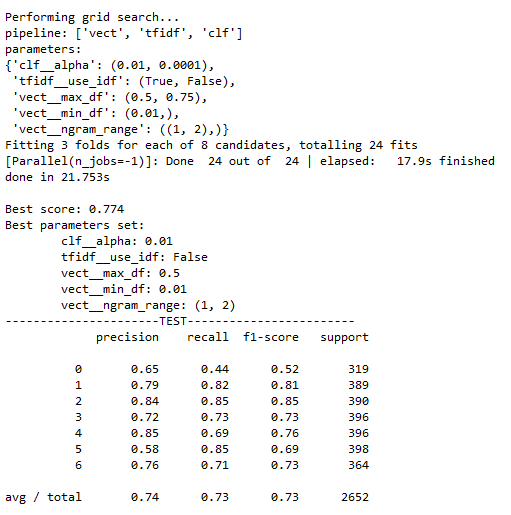 Performing grid search...
pipeline: ['vect', 'tfidf', 'clf']
parameters:
{'clf__alpha': (0.01, 0.0001),
 'tfidf__use_idf': (True, False),
 'vect__max_df': (0.5, 0.75),
 'vect__min_df': (0.01,),
 'vect__ngram_range': ((1, 2),)}
Fitting 3 folds for each of 8 candidates, totalling 24 fits
[Parallel(n_jobs=-1)]: Done  24 out of  24 | elapsed:   17.9s finished
done in 21.753s

Best score: 0.774
Best parameters set:
        clf__alpha: 0.01
        tfidf__use_idf: False
        vect__max_df: 0.5
        vect__min_df: 0.01
        vect__ngram_range: (1, 2)
----------------------TEST------------------------
             precision    recall  f1-score   support

          0       0.65      0.44      0.52       319
          1       0.79      0.82      0.81       389
          2       0.84      0.85      0.85       390
          3       0.72      0.73      0.73       396
          4       0.85      0.69      0.76       396
          5       0.58      0.85      0.69       398
          6       0.76      0.71      0.73       364

avg / total       0.74      0.73      0.73      2652